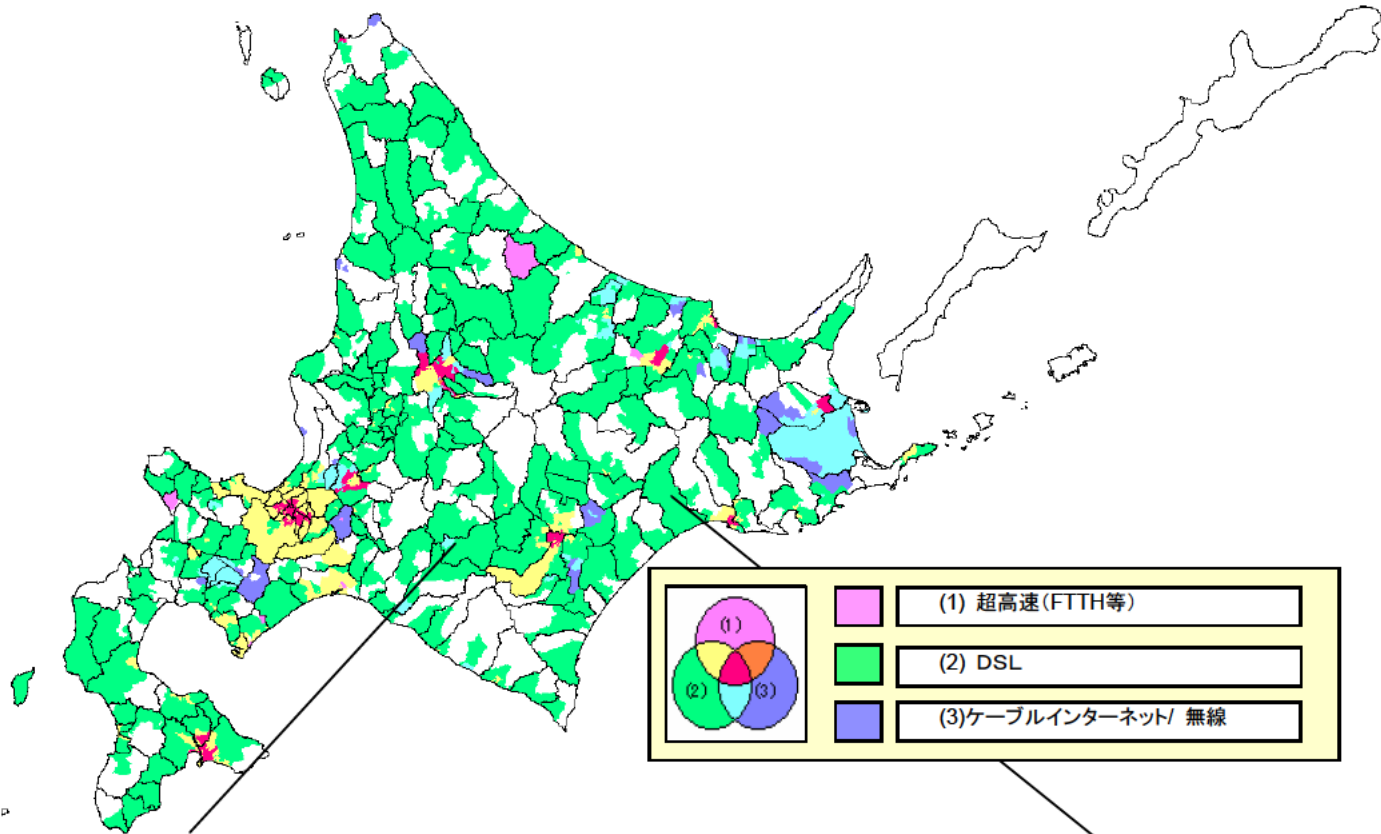 (1)
(2)
(3)
(1) 超高速(FTTH等)
(2) DSL
(3)ケーブルインターネット/ 無線